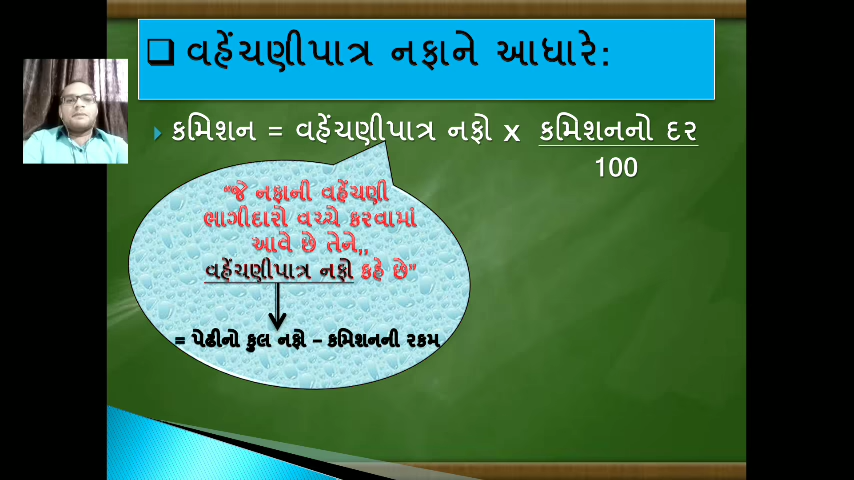 ❑ વહેંચણીપાત્ર નફાને આધારે:
કમિશન = વહેંચણીપાત્ર નફો x કમિશનનો દર
100
“જે નફાની વહેંચણી
ભાગીદારો વચ્ચે કરવામાં
આવે છે તેને,,
વહેંચણીપાત્ર નફો કહે છે”
= પેઢીનો કુલ નફો – કમિશનની રકમ